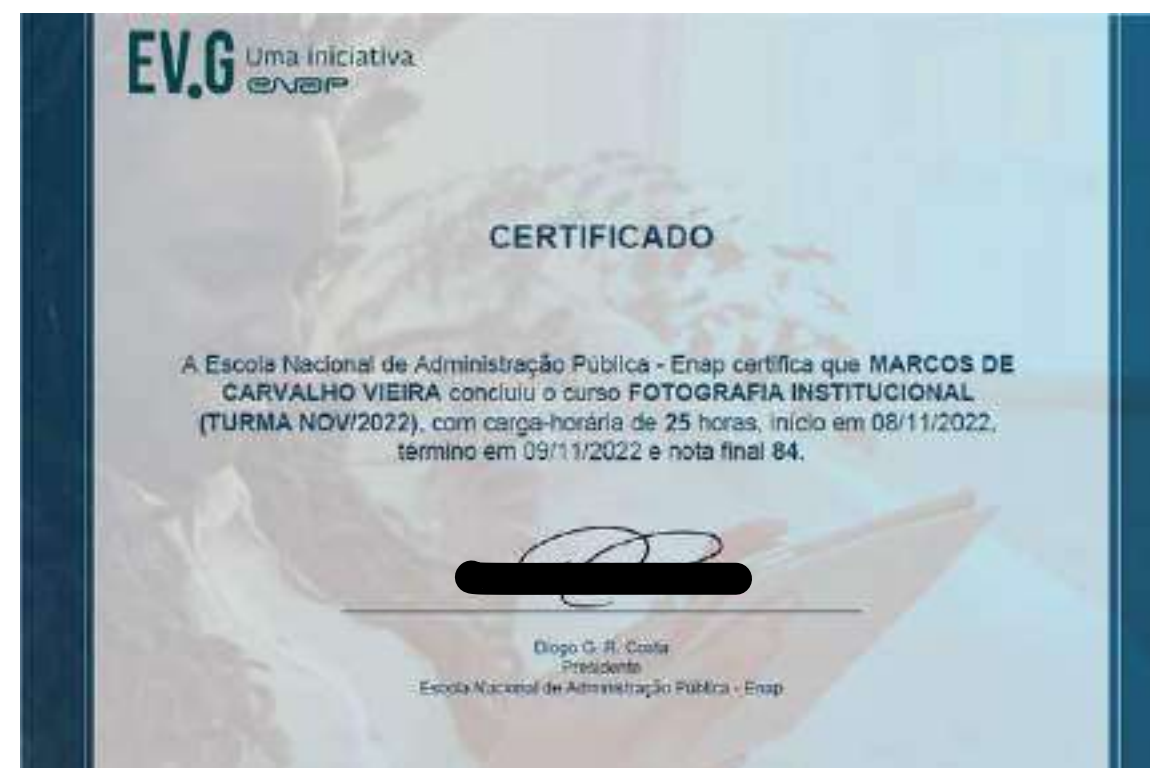 EV.G Uma iniciativa
enap
CERTIFICADO
A Escola Nacional de Administração Pública - Enap certifica que MARCOS DE
CARVALHO VIEIRA concluiu o curso FOTOGRAFIA INSTITUCIONAL
(TURMA NOV/2022), com carga-horária de 25 horas, início em 08/11/2022,
término em 09/11/2022 e nota final 84.
Diogo G. R. Costa
Presidente
Escola Nacional de Administração Pública - Enap